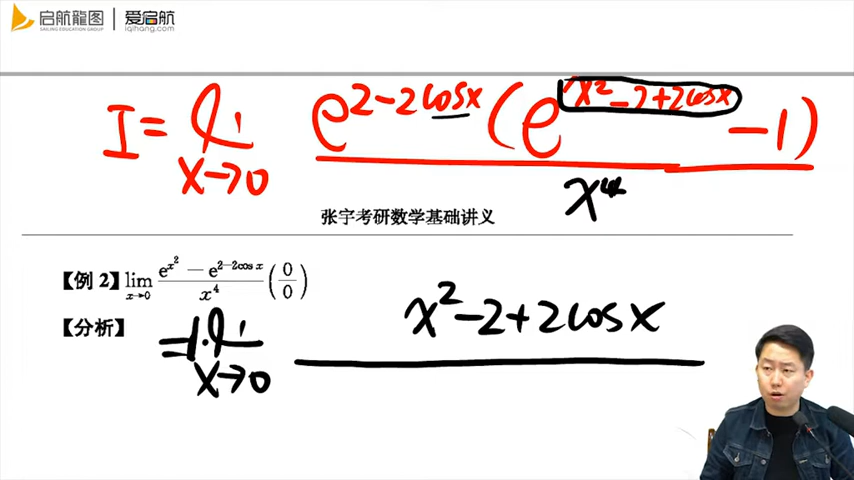 启航龍图 爱启航
SAILING EDUCATION GROUP iqihang.com
I = lim x→0 e^{2-2cosx}(e^{x²-2+2cosx} -1) / x⁴
张宇考研数学基础讲义
【例 2】lim x→0 (e^{x²} - e^{2-2cos x}) / x⁴ (0/0)
【分析】
= 1· lim x→0 x²-2+2cosx